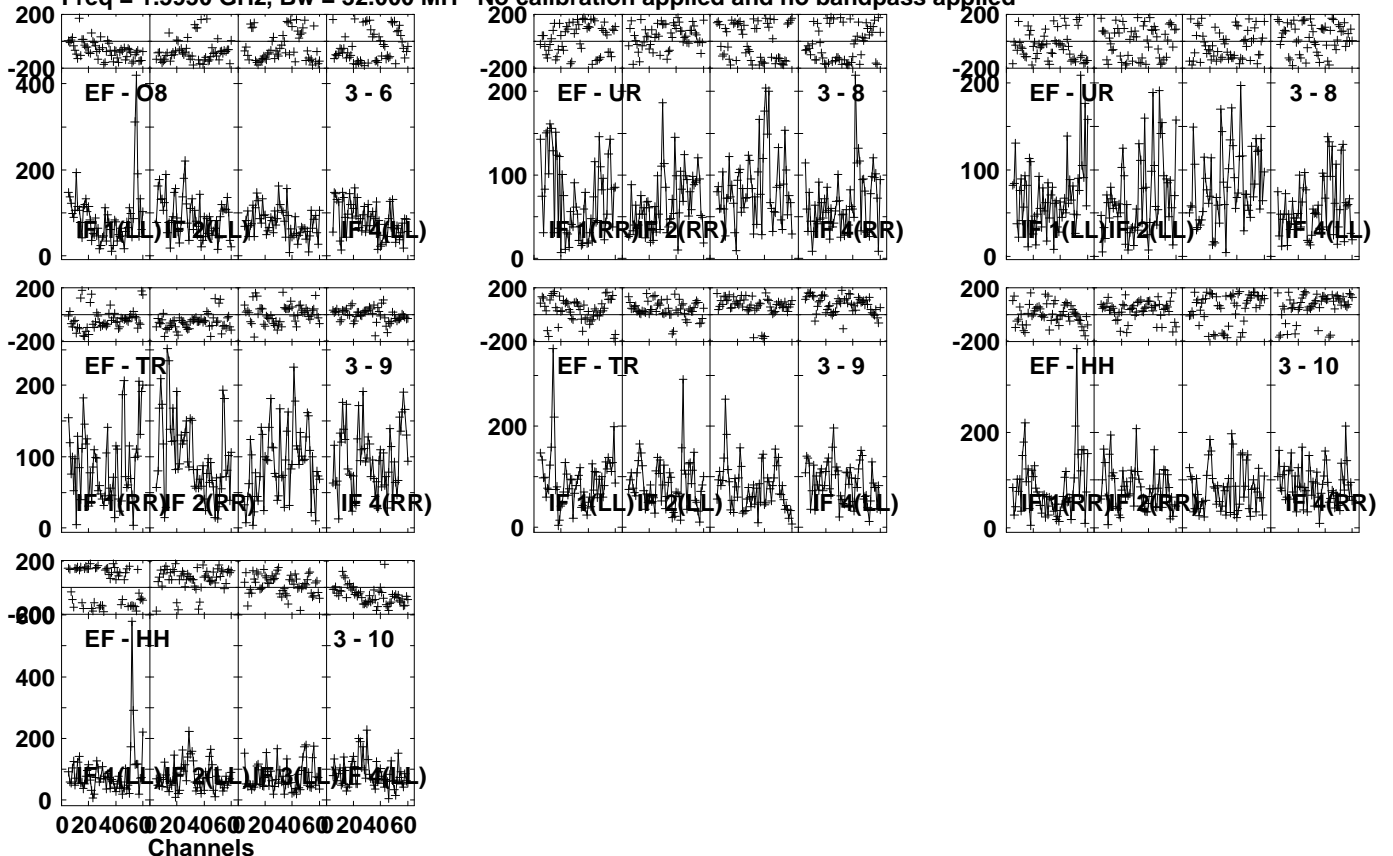 Freq = 1.5950 GHz, Bw = 32.000 MH No calibration applied and no bandpass applied
200
-200
400
200
0
EF - O8
3 - 6
IF 1(LL)
IF 2(LL)
IF 4(LL)
200
-200
200
100
0
EF - UR
3 - 8
IF 1(RR)
IF 2(RR)
IF 4(RR)
200
-200
200
100
0
EF - UR
3 - 8
IF 1(LL)
IF 2(LL)
IF 4(LL)
200
-200
200
100
0
EF - TR
3 - 9
IF 1(RR)
IF 2(RR)
IF 4(RR)
200
-200
200
0
EF - TR
3 - 9
IF 1(LL)
IF 2(LL)
IF 4(LL)
200
-200
200
0
EF - HH
3 - 10
IF 1(RR)
IF 2(RR)
IF 4(RR)
200
-200
600
400
200
0
EF - HH
3 - 10
IF 1(LL)
IF 2(LL)
IF 3(LL)
IF 4(LL)
0 20 40 60 0 20 40 60 0 20 40 60 0 20 40 60
Channels